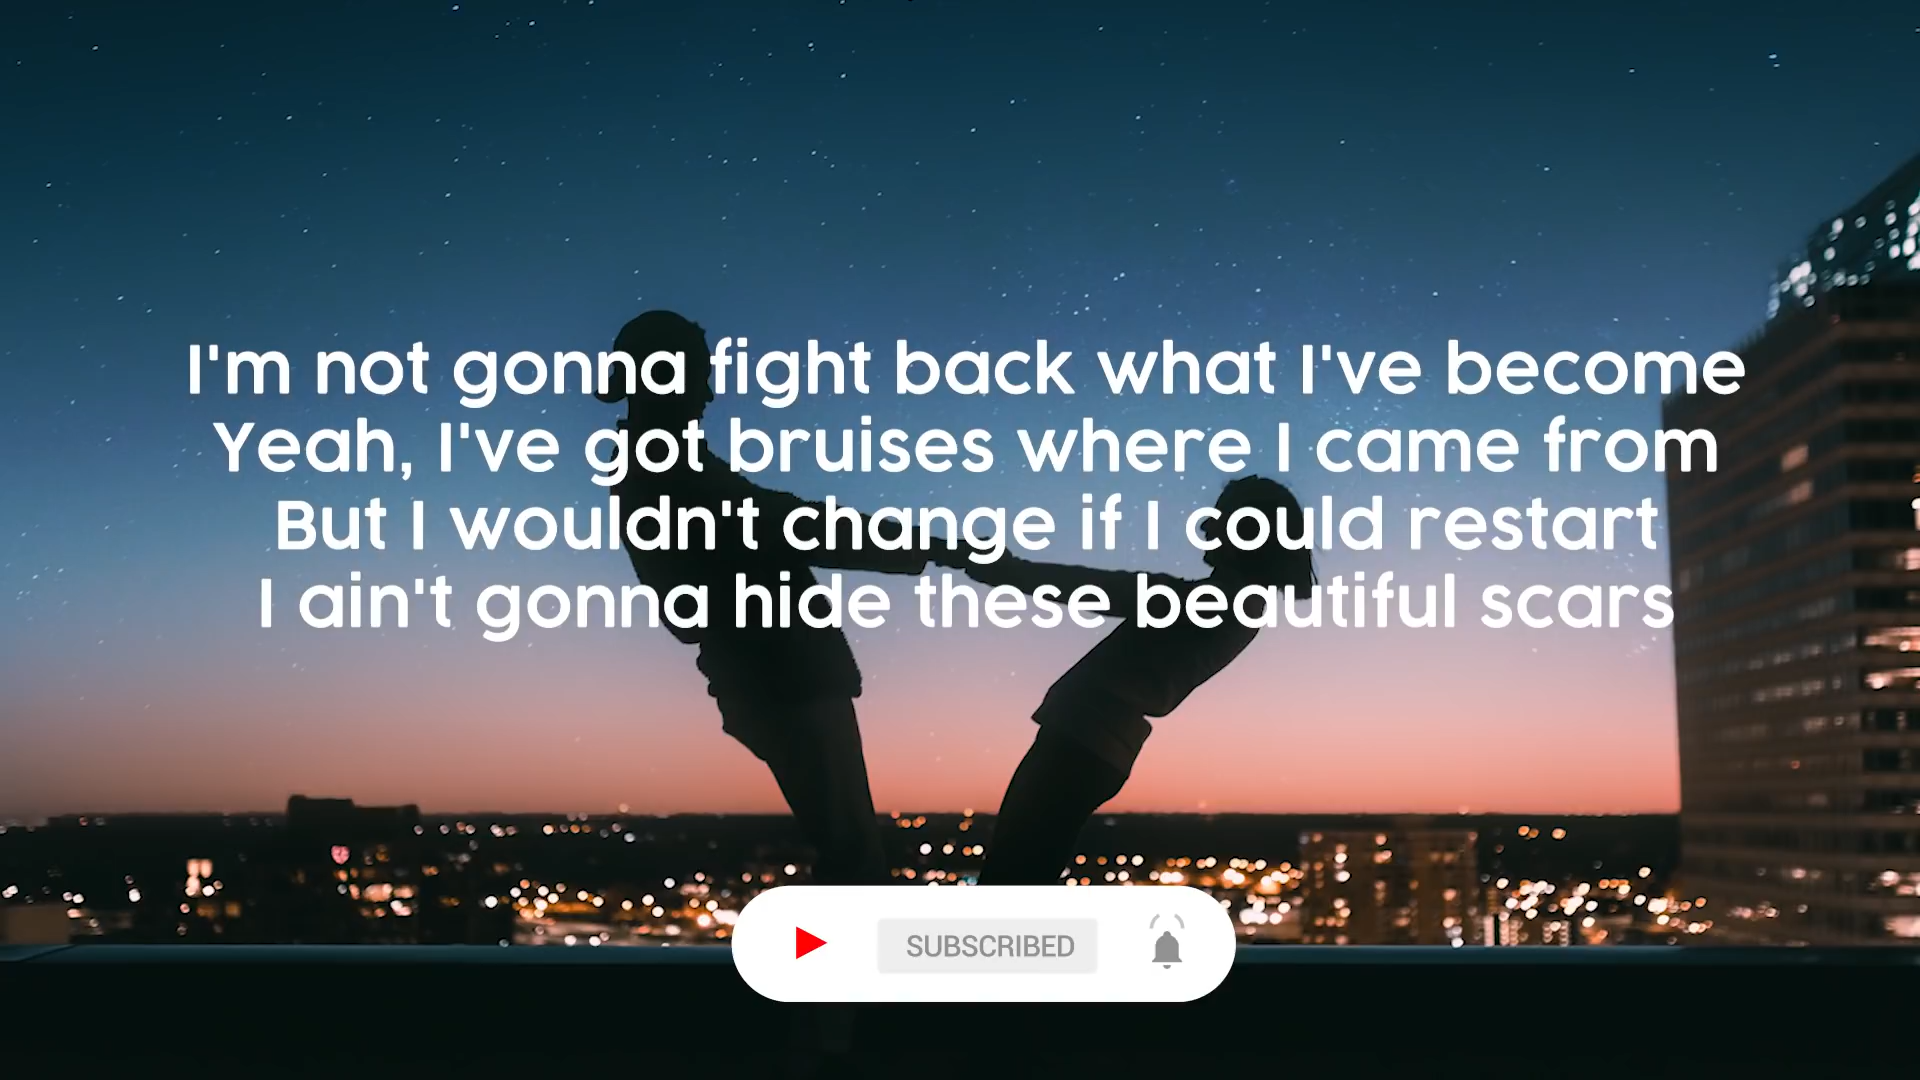 I'm not gonna fight back what I've become
Yeah, I've got bruises where I came from
But I wouldn't change if I could restart
I ain't gonna hide these beautiful scars
SUBSCRIBED